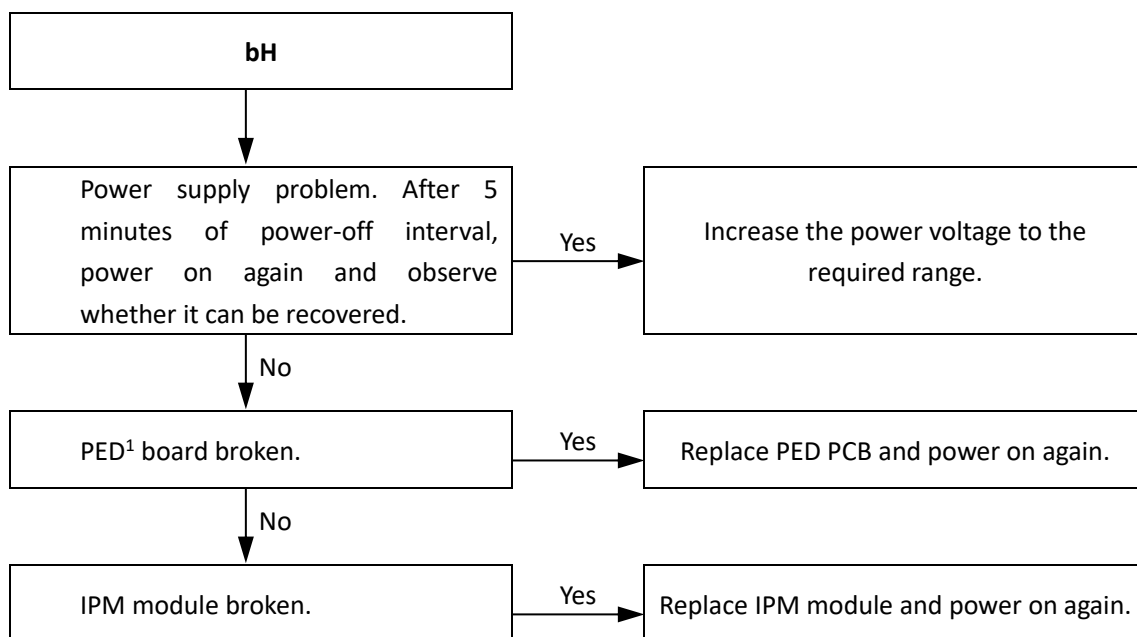 bH
Power supply problem. After 5
minutes of power-off interval,
power on again and observe
whether it can be recovered.
Yes
Increase the power voltage to the
required range.
No
PED¹ board broken.
Yes
Replace PED PCB and power on again.
No
IPM module broken.
Yes
Replace IPM module and power on again.